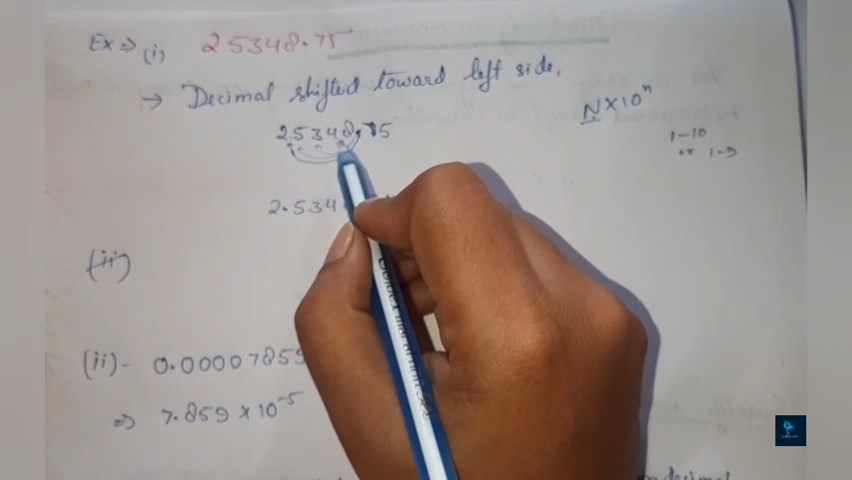 Ex ⇒ (i) 25348.75
→ Decimal shifted toward left side,
N×10ⁿ
25348.75
1-10
or 1-9
2.534
(ii)
(ii)- 0.00007859
⇒ 7.859 × 10⁻⁵
decimal